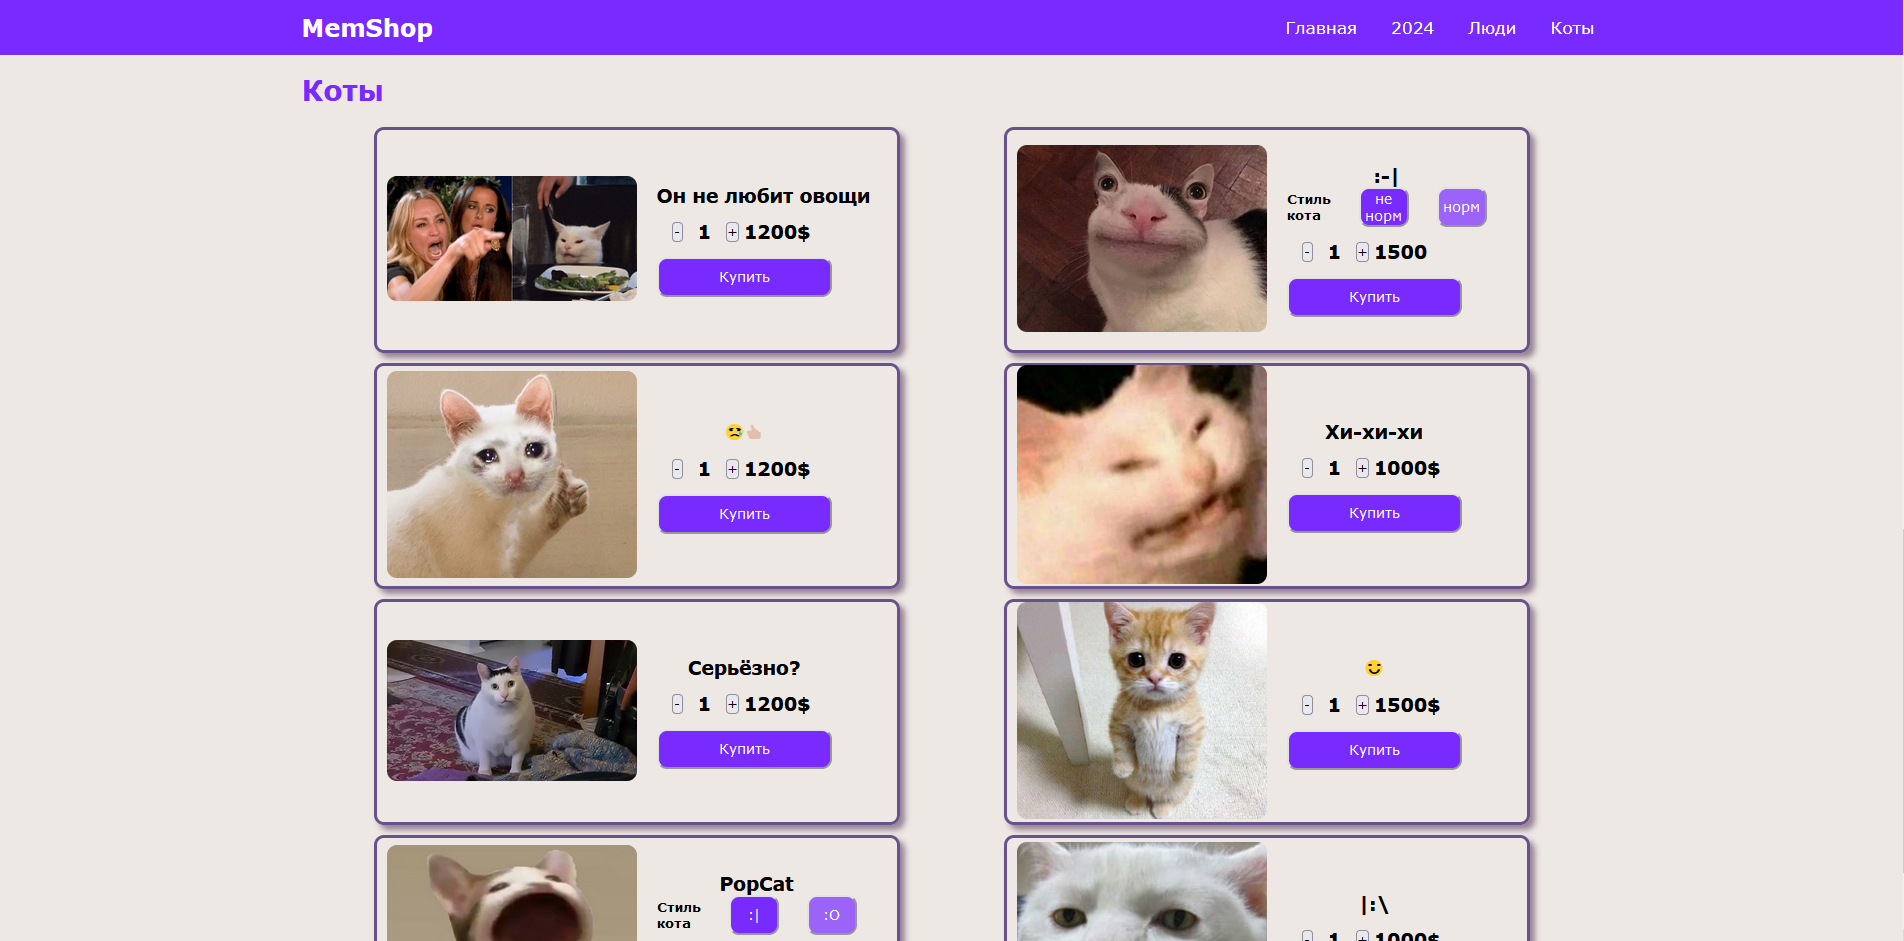 MemShop
Главная 2024 Люди Коты
Коты
Он не любит овощи
- 1 + 1200$
Купить
:-|
Стиль кота
не норм
норм
- 1 + 1500
Купить
😒👍🏻
- 1 + 1200$
Купить
Хи-хи-хи
- 1 + 1000$
Купить
Серьёзно?
- 1 + 1200$
Купить
- 1 + 1500$
Купить
PopCat
Стиль кота
:|
:O
|:\
- 1 + 1000$